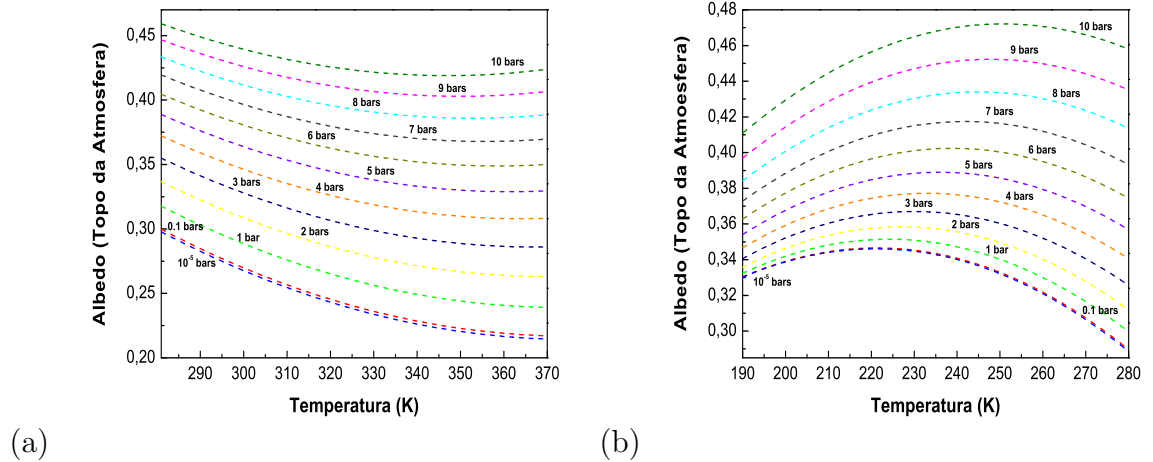 Albedo (Topo da Atmosfera)
0,45
0,40
0,35
0,30
0,25
0,20
10 bars
9 bars
8 bars
7 bars
6 bars
5 bars
4 bars
3 bars
2 bars
1 bar
0.1 bars
10⁻⁵ bars
290 300 310 320 330 340 350 360 370
Temperatura (K)
(a)
Albedo (Topo da Atmoesfera)
0,48
0,46
0,44
0,42
0,40
0,38
0,36
0,34
0,32
0,30
10 bars
9 bars
8 bars
7 bars
6 bars
5 bars
4 bars
3 bars
2 bars
1 bar
10⁻⁵ bars
0.1 bars
190 200 210 220 230 240 250 260 270 280
Temperatura (K)
(b)